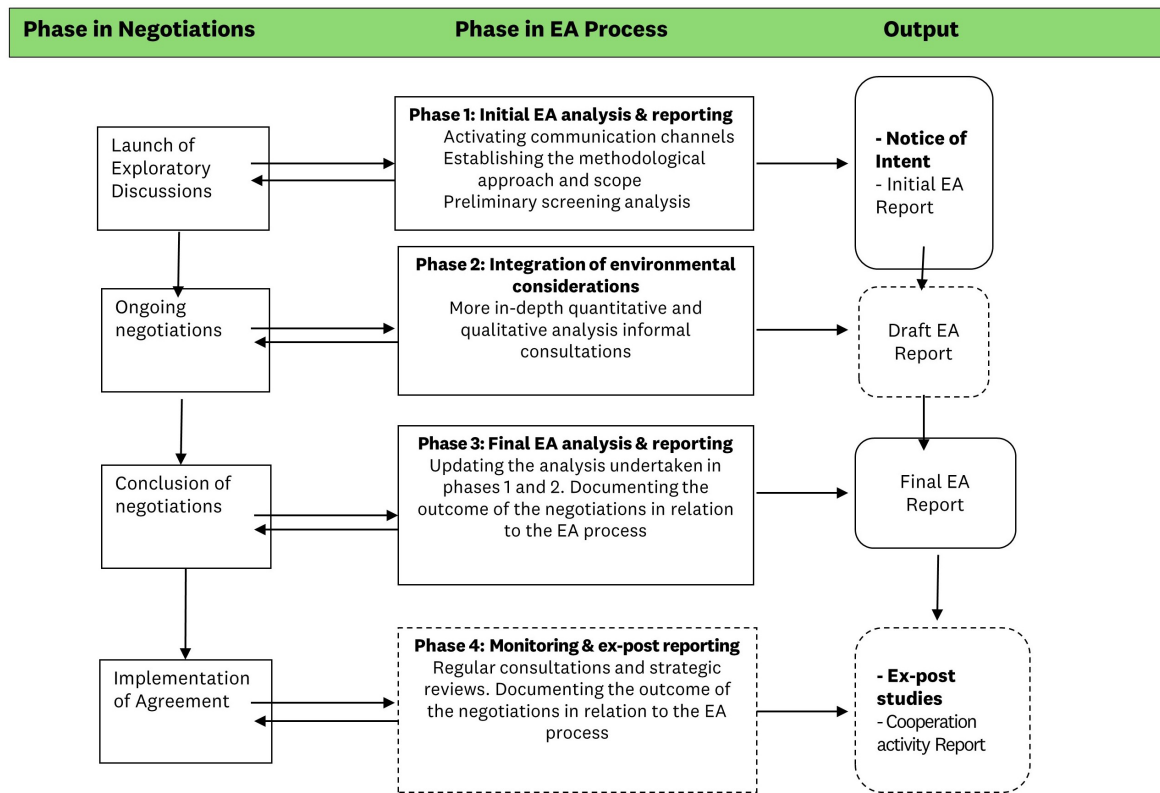 Phase in Negotiations
Phase in EA Process
Output
Launch of
Exploratory
Discussions
Phase 1: Initial EA analysis & reporting
Activating communication channels
Establishing the methodological
approach and scope
Preliminary screening analysis
- Notice of
Intent
- Initial EA
Report
Ongoing
negotiations
Phase 2: Integration of environmental
considerations
More in-depth quantitative and
qualitative analysis informal
consultations
Draft EA
Report
Conclusion of
negotiations
Phase 3: Final EA analysis & reporting
Updating the analysis undertaken in
phases 1 and 2. Documenting the
outcome of the negotiations in relation
to the EA process
Final EA
Report
Implementation
of Agreement
Phase 4: Monitoring & ex-post reporting
Regular consultations and strategic
reviews. Documenting the outcome of
the negotiations in relation to the EA
process
- Ex-post
studies
- Cooperation
activity Report